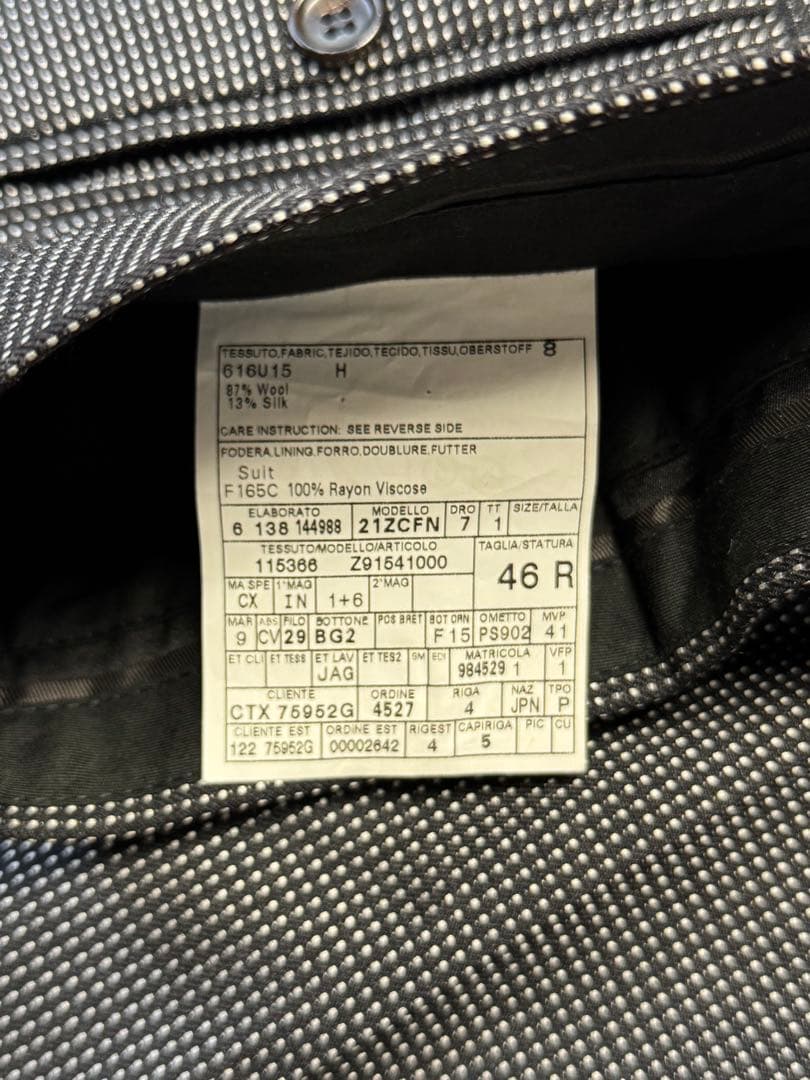 TESSUTO,FABRIC,TEJIDO,TECIDO,TISSU,OBERSTOFF 8
616U15 H
87% Wool
13% Silk
CARE INSTRUCTION: SEE REVERSE SIDE
FODERA,LINING,FORRO,DOUBLURE,FUTTER
Suit
F165C 100% Rayon Viscose
ELABORATO MODELLO DRO TT SIZE/TALLA
6 138 144988 21ZCFN 7 1
TESSUTO/MODELLO/ARTICOLO TAGLIA/STATURA
115366 Z91541000 46 R
MA SPE 1°MAG 2°MAG
CX IN 1+6
MAR ABS FILO BOTTONE POS BRET BOT ORN OMETTO MVP
9 CV 29 BG2 F15 PS902 41
ET CLI ET TESS ET LAV ET TES2 SM EDI MATRICOLA VFP
JAG 984529 1 1
CLIENTE ORDINE RIGA NAZ TPO
CTX 75952G 4527 4 JPN P
CLIENTE EST ORDINE EST RIGEST CAPIRIGA PIC CU
122 75952G 00002642 4 5